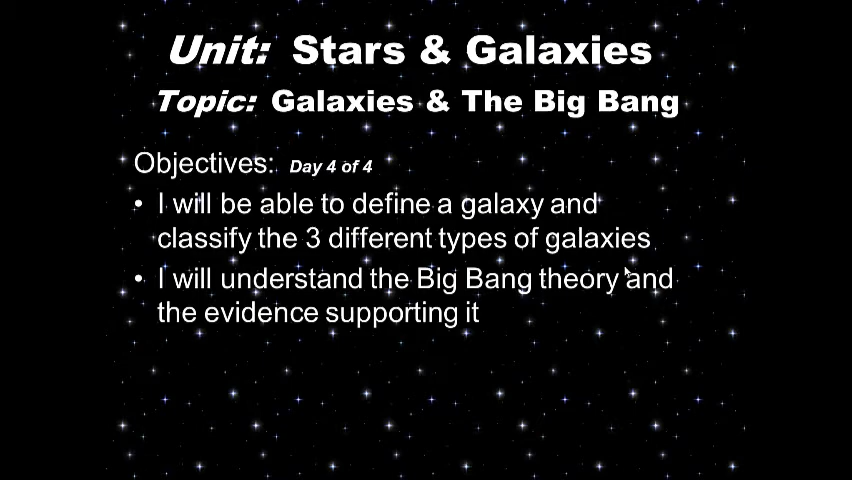 Unit: Stars & Galaxies
Topic: Galaxies & The Big Bang
Objectives: Day 4 of 4
• I will be able to define a galaxy and
classify the 3 different types of galaxies
• I will understand the Big Bang theory and
the evidence supporting it